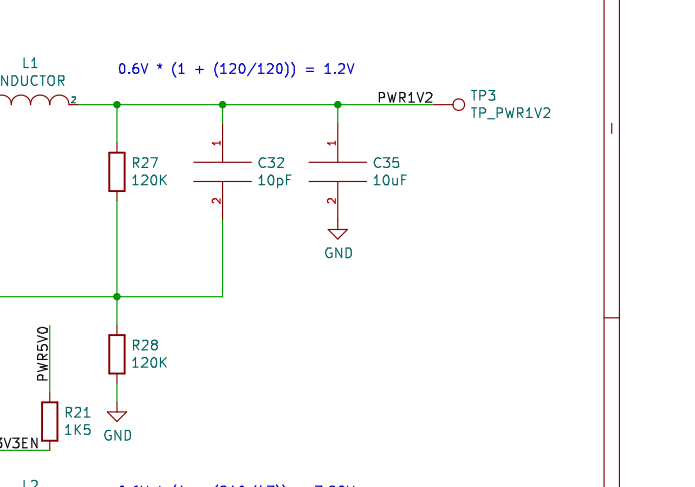 L1
NDUCTOR
2
0.6V * (1 + (120/120)) = 1.2V
PWR1V2
TP3
TP_PWR1V2
1
R27
120K
2
C32
10pF
1
2
C35
10uF
GND
R28
120K
GND
PWR5V0
R21
1K5
3V3EN
L2